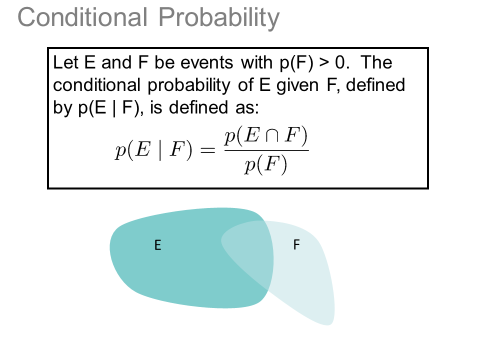 Conditional Probability
Let E and F be events with p(F) > 0. The
conditional probability of E given F, defined
by p(E | F), is defined as:
p(E | F) = p(E ∩ F) / p(F)
E F